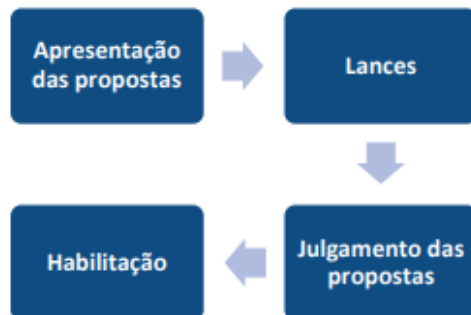 Apresentação
das propostas
Lances
Julgamento das
propostas
Habilitação